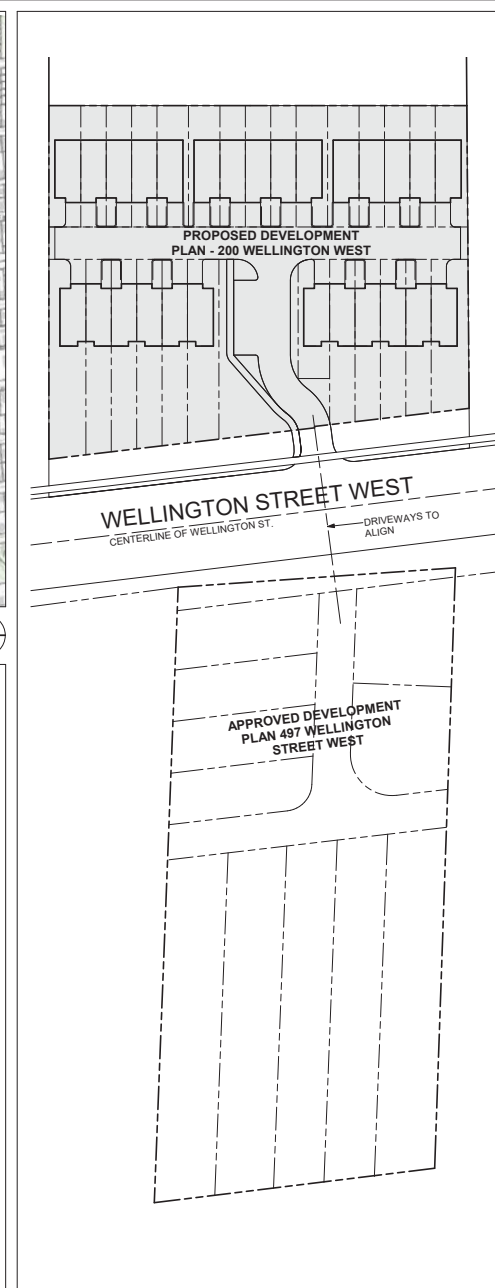 PROPOSED DEVELOPMENT
PLAN - 200 WELLINGTON WEST
WELLINGTON STREET WEST
CENTERLINE OF WELLINGTON ST.
DRIVEWAYS TO
ALIGN
APPROVED DEVELOPMENT
PLAN 497 WELLINGTON
STREET WEST